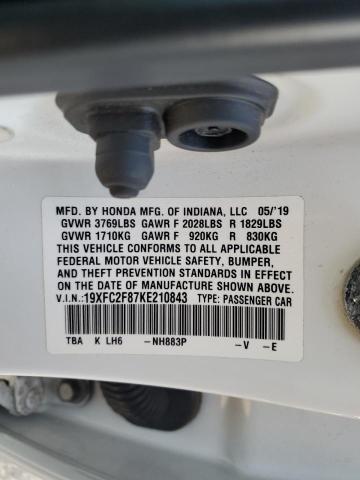 MFD. BY HONDA MFG. OF INDIANA, LLC 05/'19
GVWR 3769LBS GAWR F 2028LBS R 1829LBS
GVWR 1710KG GAWR F 920KG R 830KG
THIS VEHICLE CONFORMS TO ALL APPLICABLE
FEDERAL MOTOR VEHICLE SAFETY, BUMPER,
AND THEFT PREVENTION STANDARDS IN EFFECT
ON THE DATE OF MANUFACTURE SHOWN ABOVE.
V.I.N.:19XFC2F87KE210843 TYPE: PASSENGER CAR
TBA K LH6 -NH883P -V -E